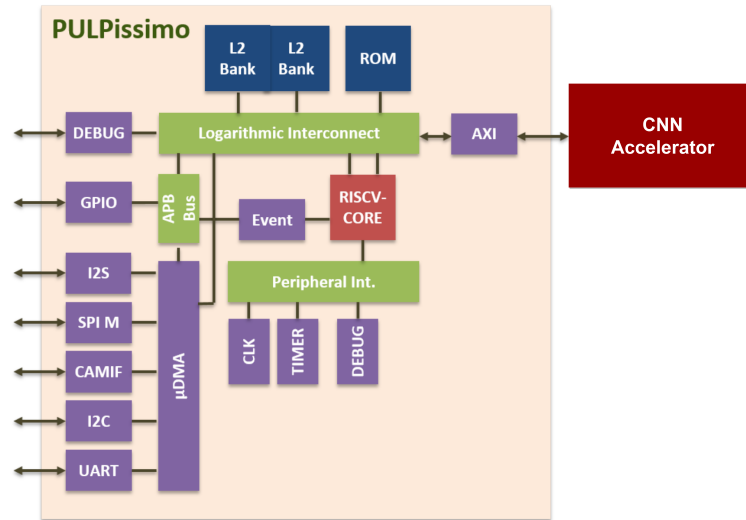 PULPissimo
L2
Bank
L2
Bank
ROM
DEBUG
Logarithmic Interconnect
AXI
CNN
Accelerator
GPIO
APB
Bus
Event
RISCV-
CORE
I2S
Peripheral Int.
SPI M
CLK
TIMER
DEBUG
CAMIF
µDMA
I2C
UART